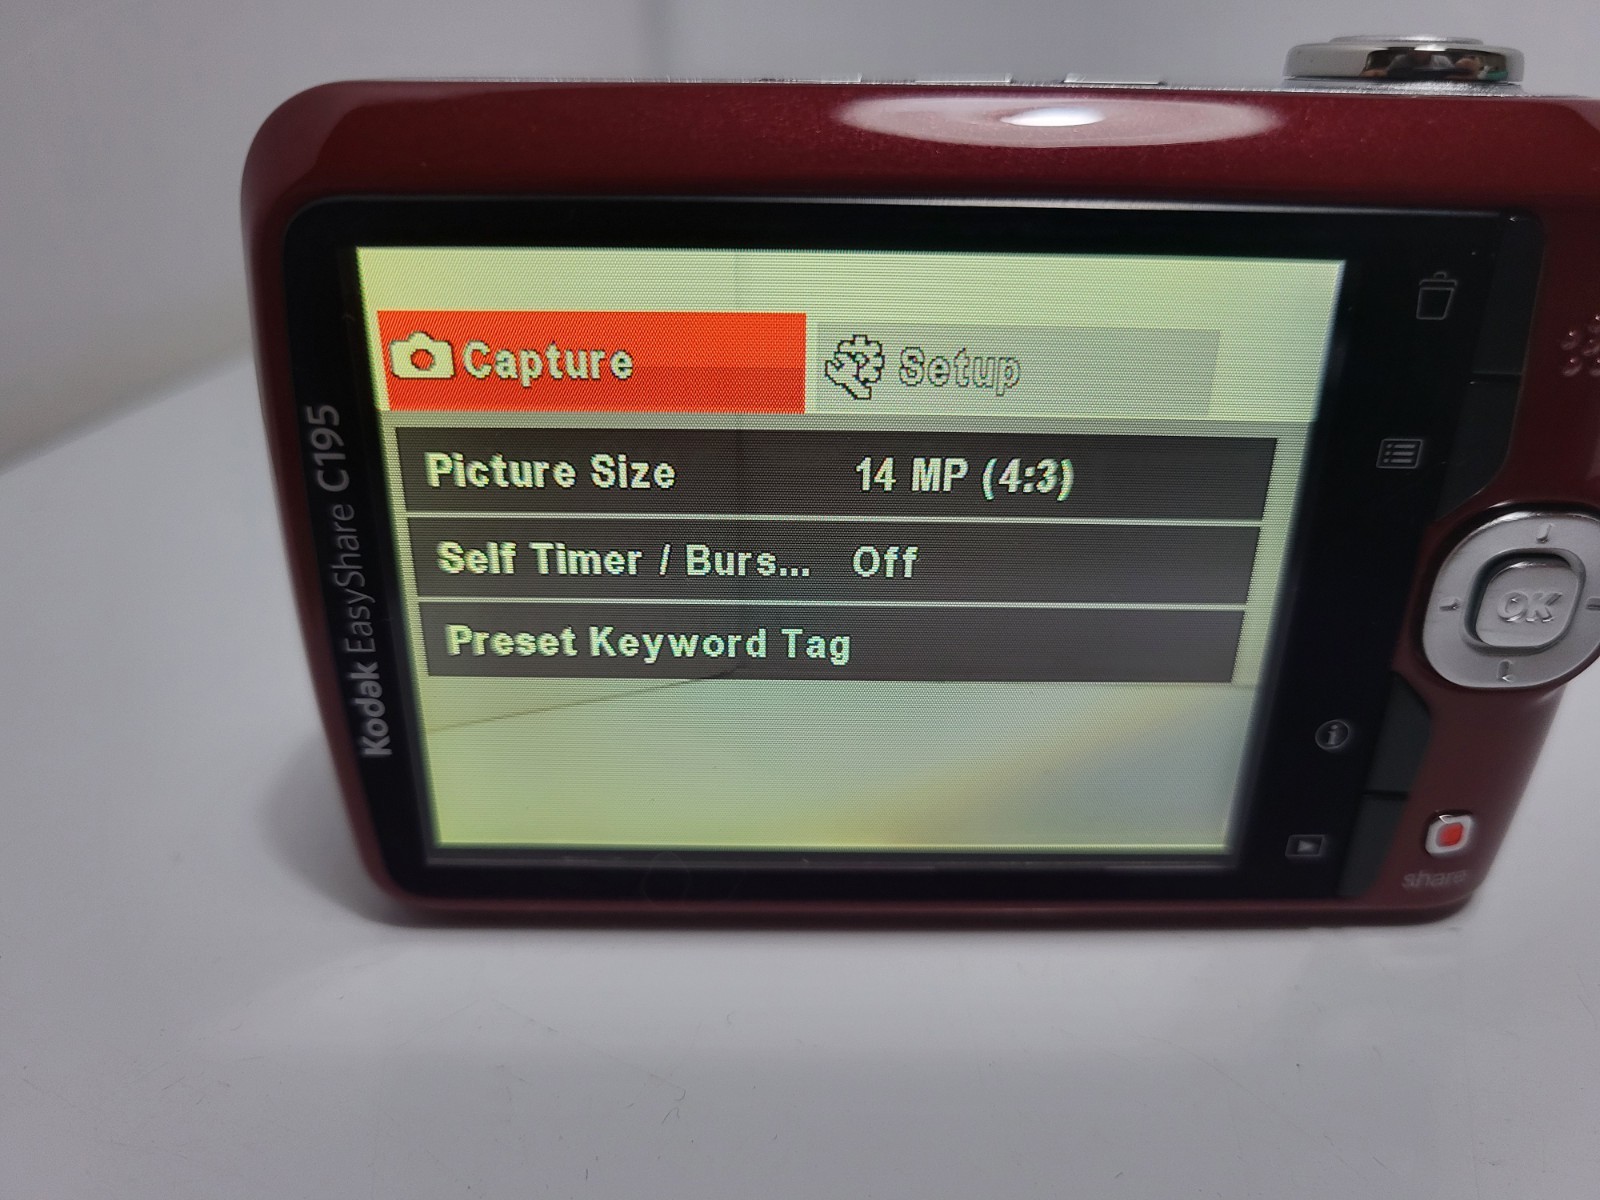 Capture
Setup
Picture Size 14 MP (4:3)
Self Timer / Burs... Off
Preset Keyword Tag
Kodak EasyShare C195
OK
share